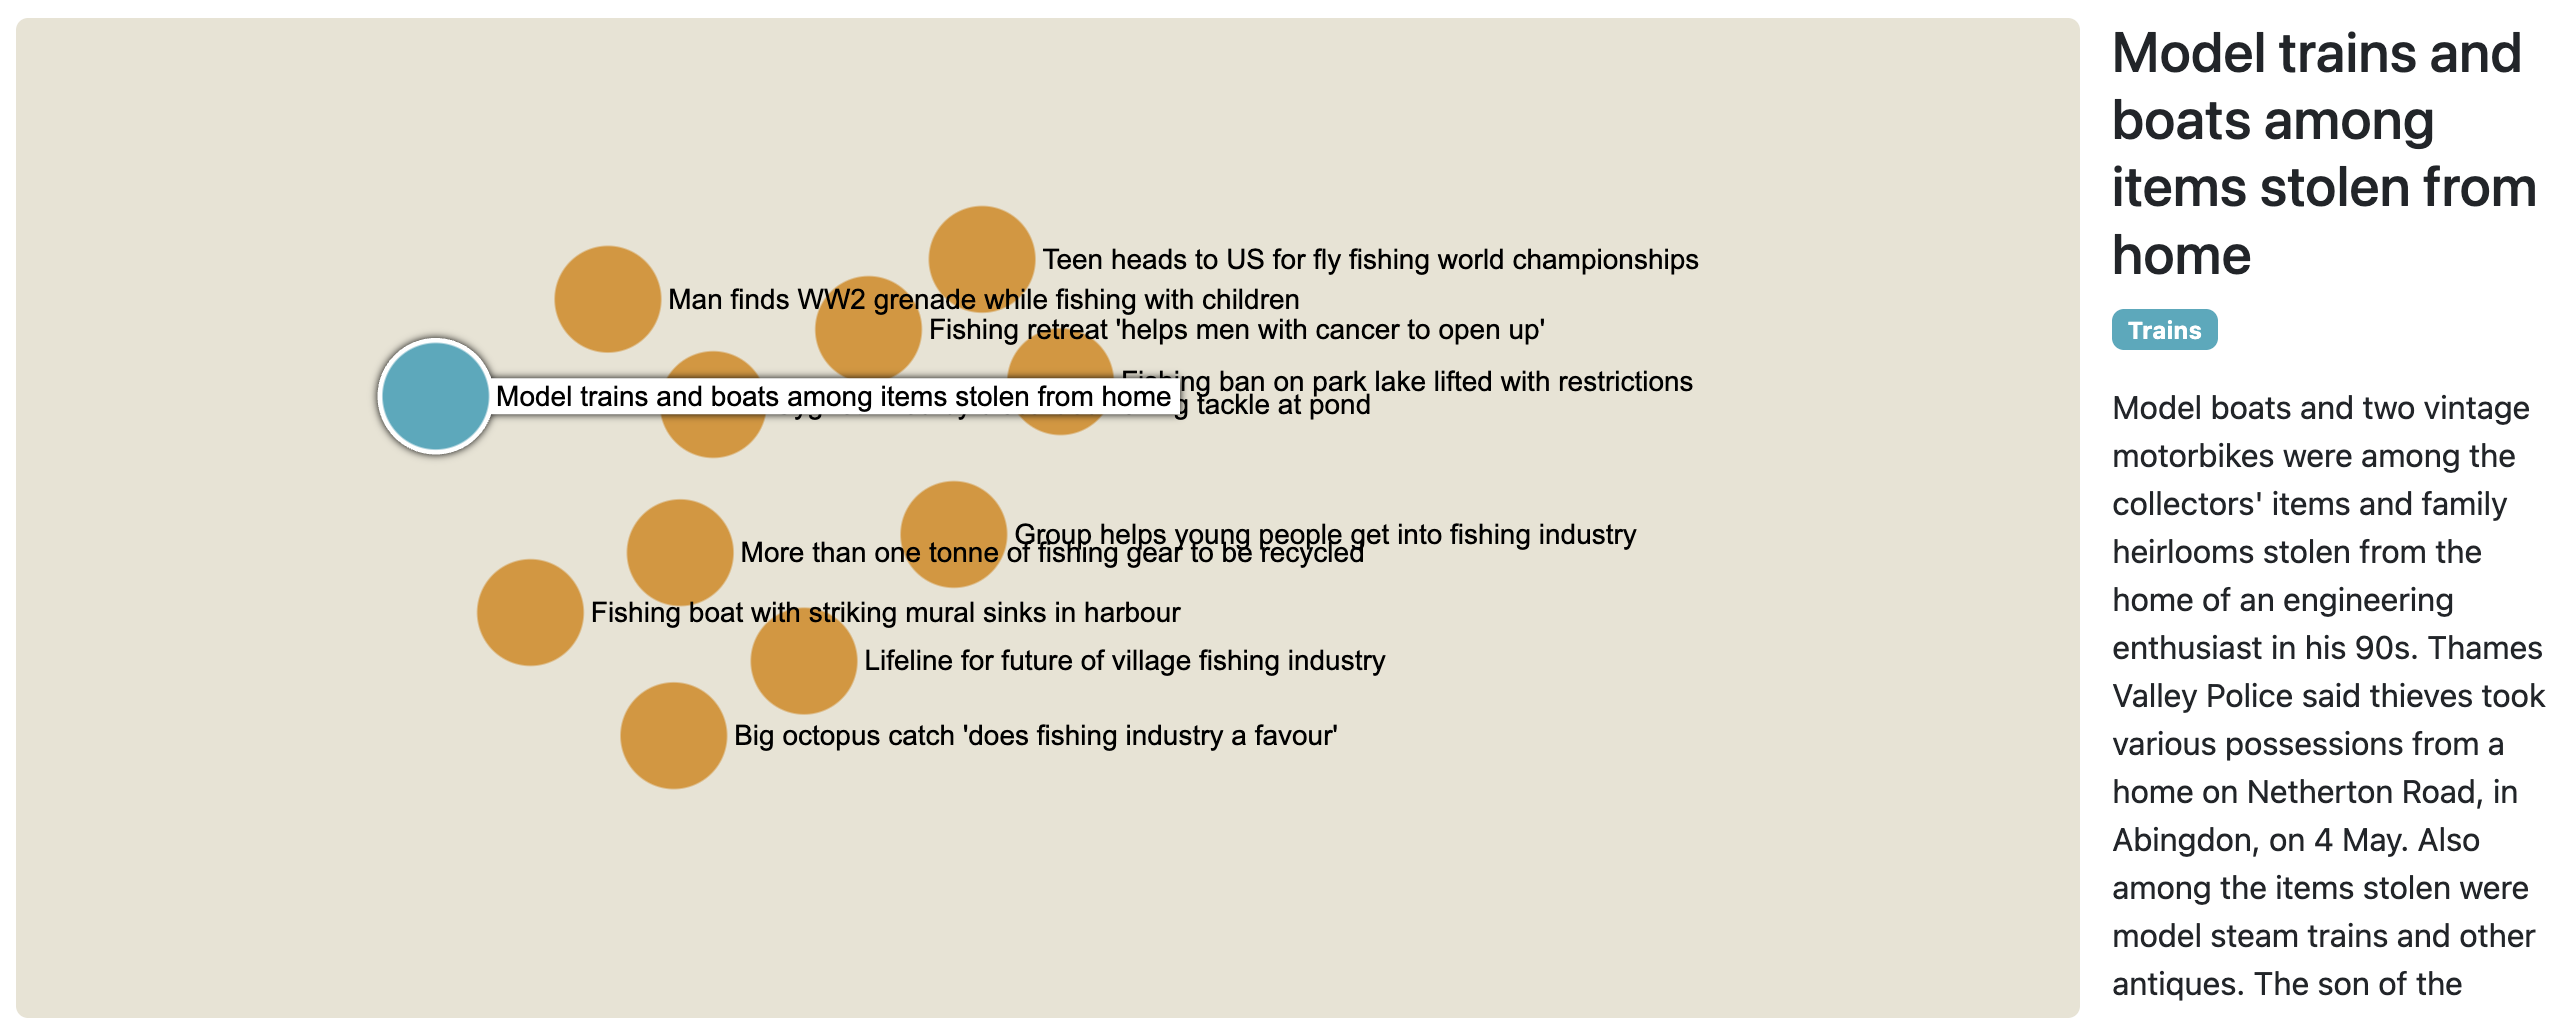 Teen heads to US for fly fishing world championships
Man finds WW2 grenade while fishing with children
Fishing retreat 'helps men with cancer to open up'
Fishing ban on park lake lifted with restrictions
Model trains and boats among items stolen from home
tackle at pond
Group helps young people get into fishing industry
More than one tonne of fishing gear to be recycled
Fishing boat with striking mural sinks in harbour
Lifeline for future of village fishing industry
Big octopus catch 'does fishing industry a favour'
Model trains and
boats among
items stolen from
home
Trains
Model boats and two vintage
motorbikes were among the
collectors' items and family
heirlooms stolen from the
home of an engineering
enthusiast in his 90s. Thames
Valley Police said thieves took
various possessions from a
home on Netherton Road, in
Abingdon, on 4 May. Also
among the items stolen were
model steam trains and other
antiques. The son of the